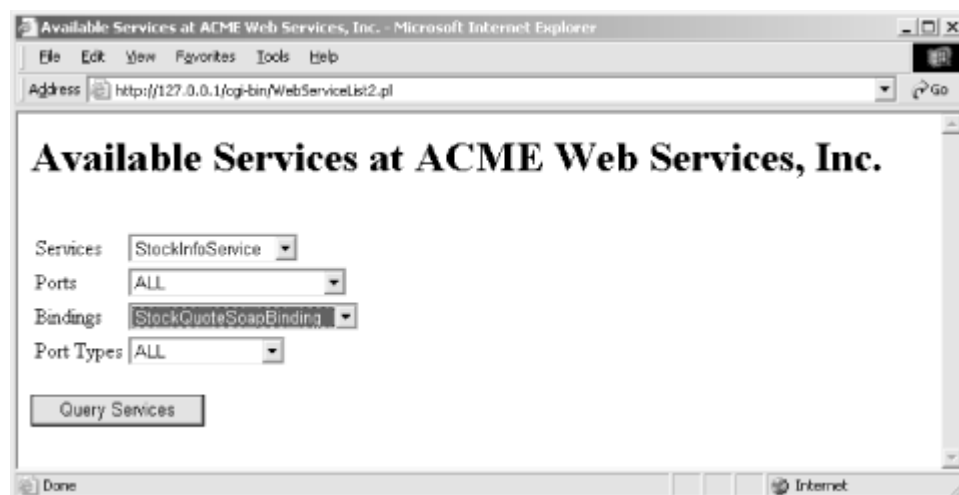 Available Services at ACME Web Services, Inc. - Microsoft Internet Explorer
File Edit View Favorites Tools Help
Address http://127.0.0.1/cgi-bin/WebServiceList2.pl Go
Available Services at ACME Web Services, Inc.
Services StockInfoService
Ports ALL
Bindings StockQuoteSoapBinding
Port Types ALL
Query Services
Done Internet